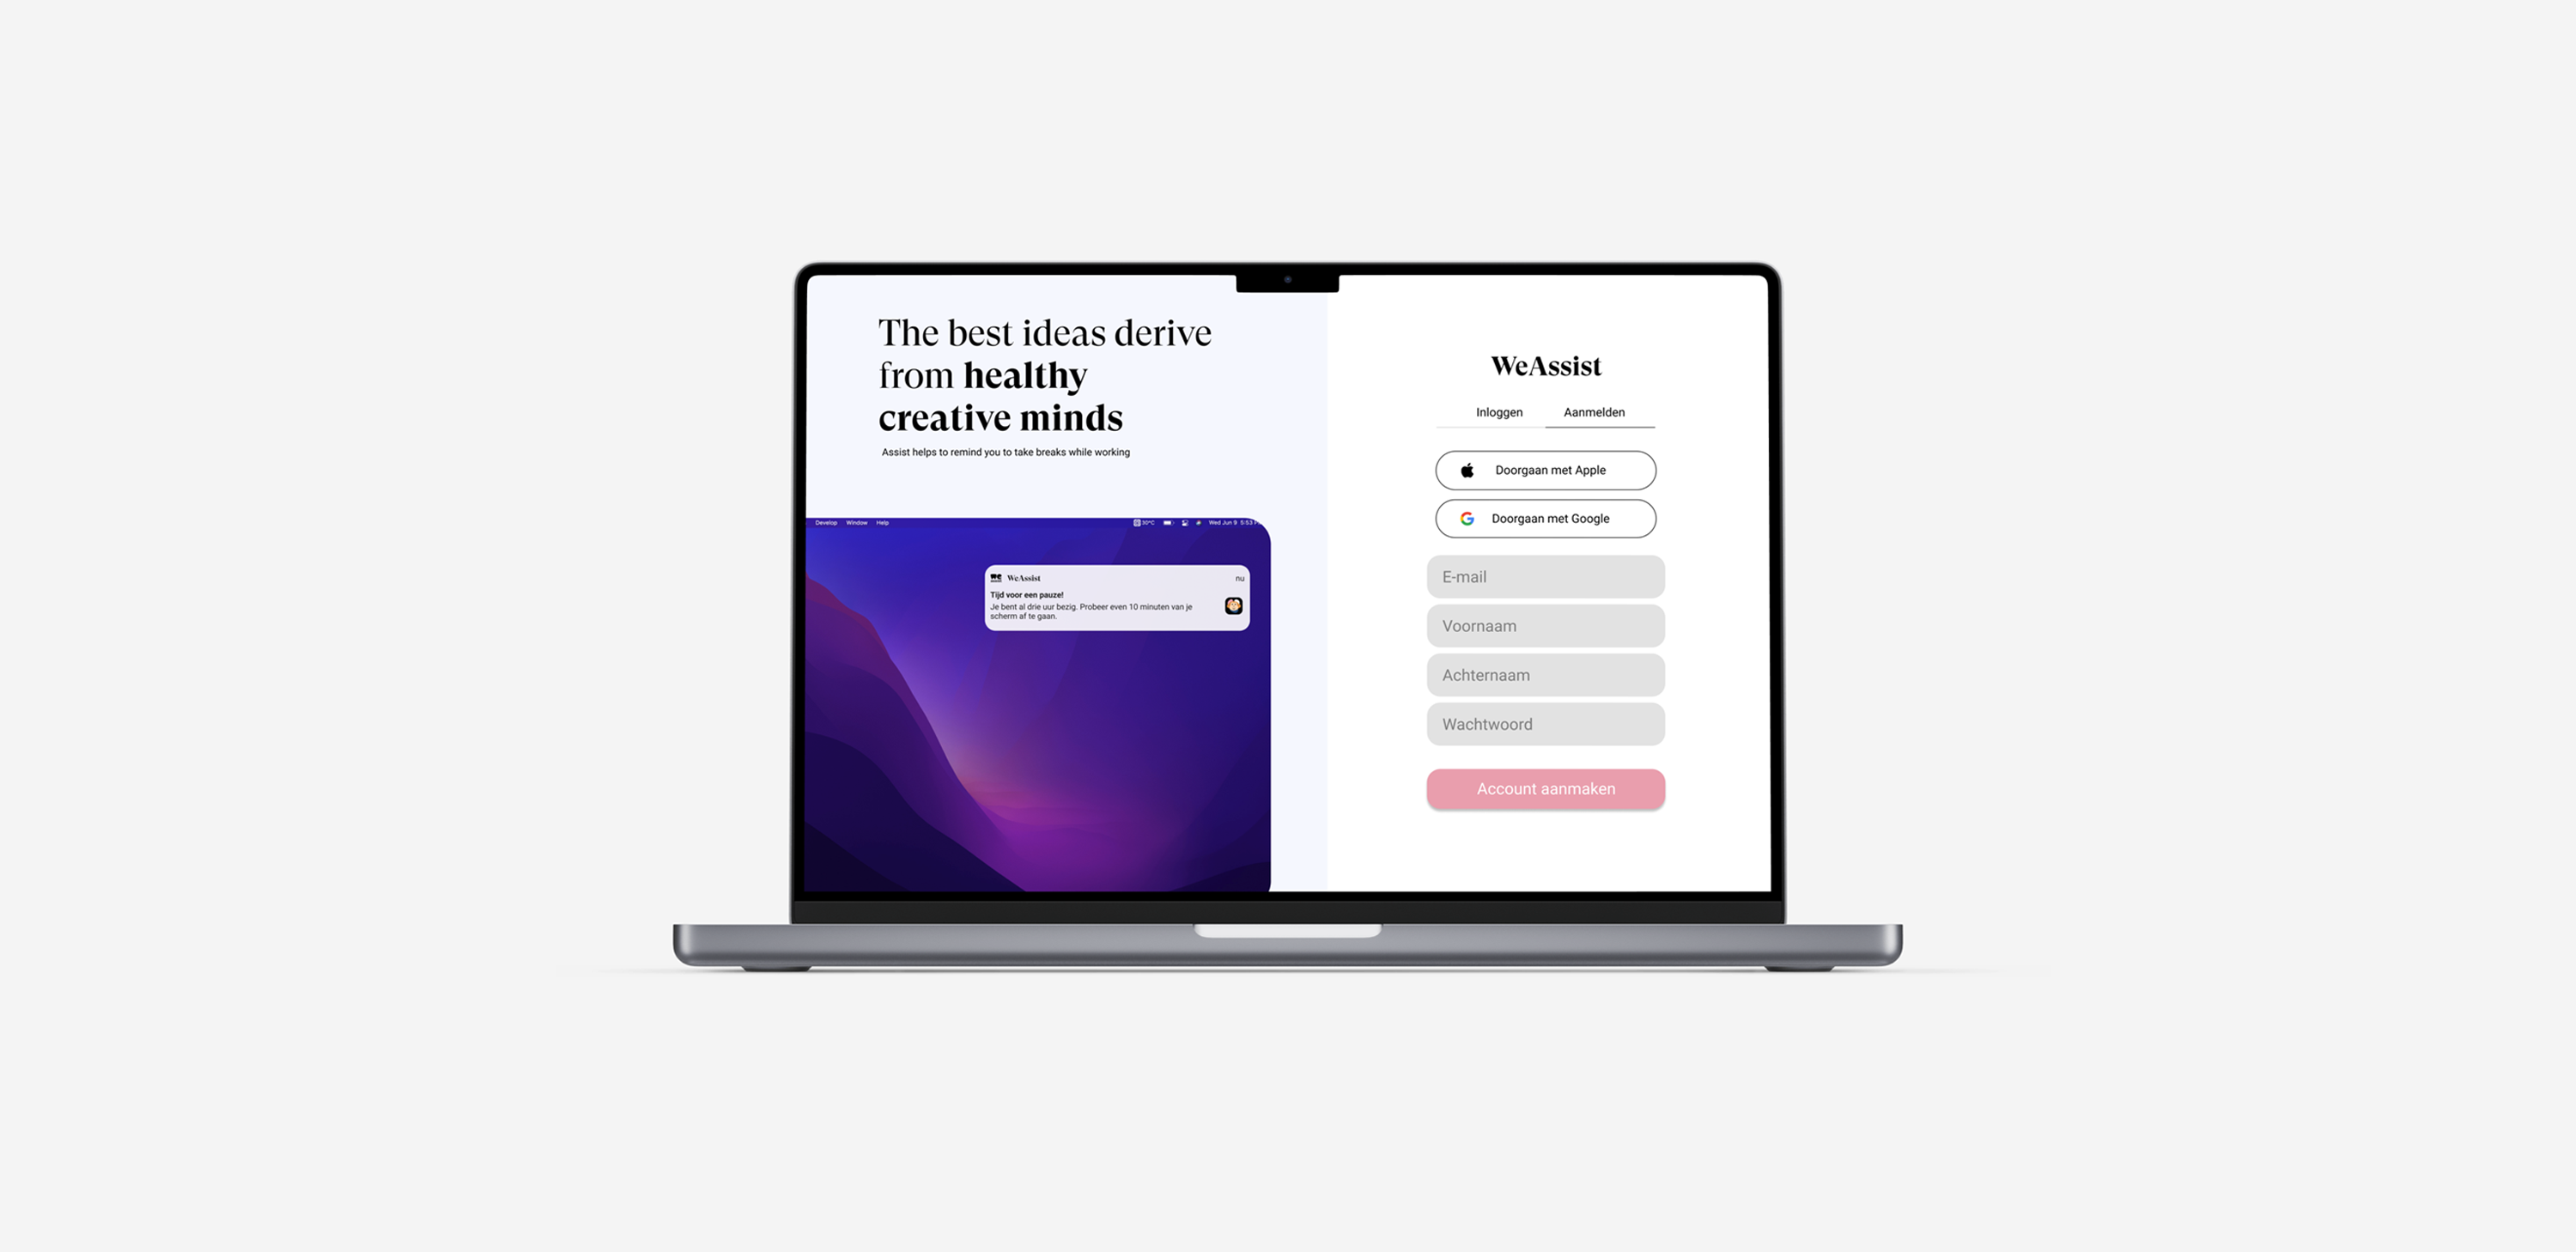 The best ideas derive
from healthy
creative minds
Assist helps to remind you to take breaks while working
Develop Window Help
30°C Wed Jun 9 5:53
we WeAssist nu
Tijd voor een pauze!
Je bent al drie uur bezig. Probeer even 10 minuten van je
scherm af te gaan.
WeAssist
Inloggen Aanmelden
Doorgaan met Apple
Doorgaan met Google
E-mail
Voornaam
Achternaam
Wachtwoord
Account aanmaken